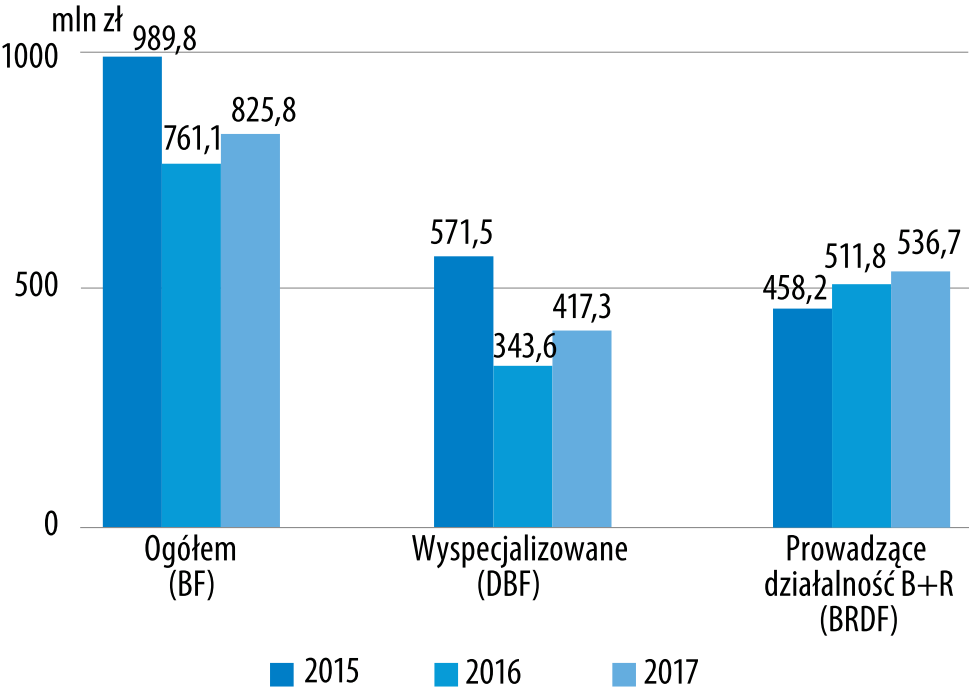 mln zł
1000
989,8
761,1
825,8
571,5
343,6
417,3
458,2
511,8
536,7
500
0
Ogółem
(BF)
Wyspecjalizowane
(DBF)
Prowadzące
działalność B+R
(BRDF)
2015
2016
2017